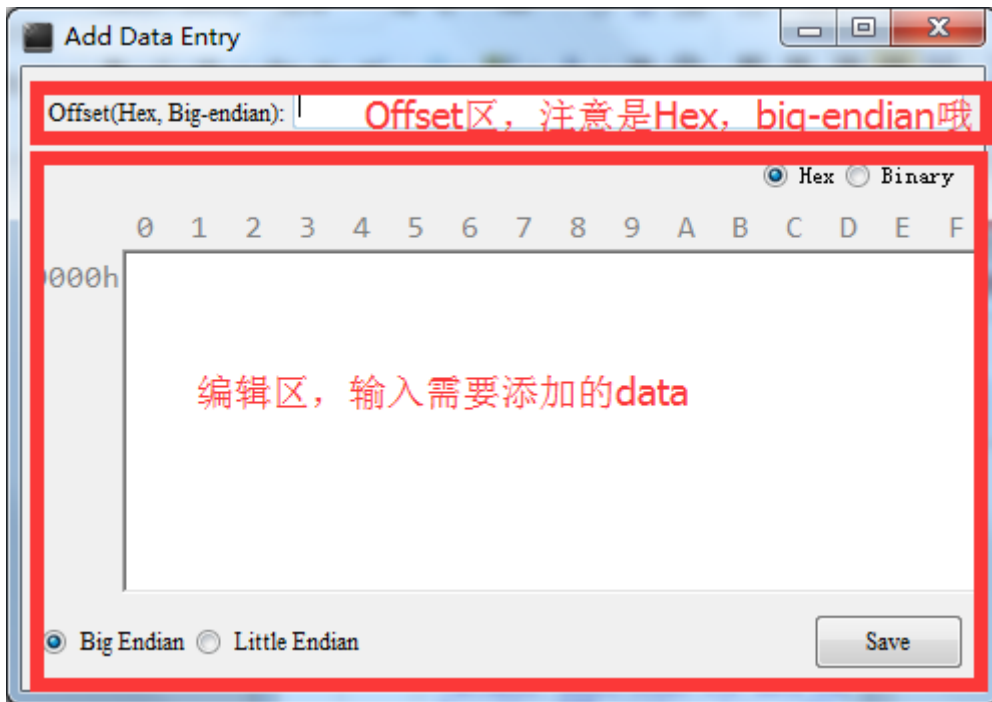 Add Data Entry
Offset(Hex, Big-endian): Offset区，注意是Hex，big-endian哦
Hex Binary
0 1 2 3 4 5 6 7 8 9 A B C D E F
0000h
编辑区，输入需要添加的data
Big Endian Little Endian Save